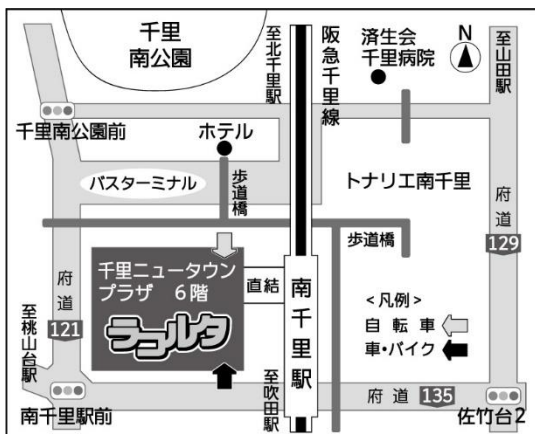 千里
南公園
至北千里駅
阪急千里線
済生会
千里病院
N
至山田駅
千里南公園前
ホテル
バスターミナル
歩道橋
トナリエ南千里
歩道橋
府道
129
千里ニュータウン
プラザ 6階
ラコルタ
直結
南千里駅
<凡例>
自転車
車・バイク
府道
121
至桃山台駅
南千里駅前
至吹田駅
府道 135
佐竹台2